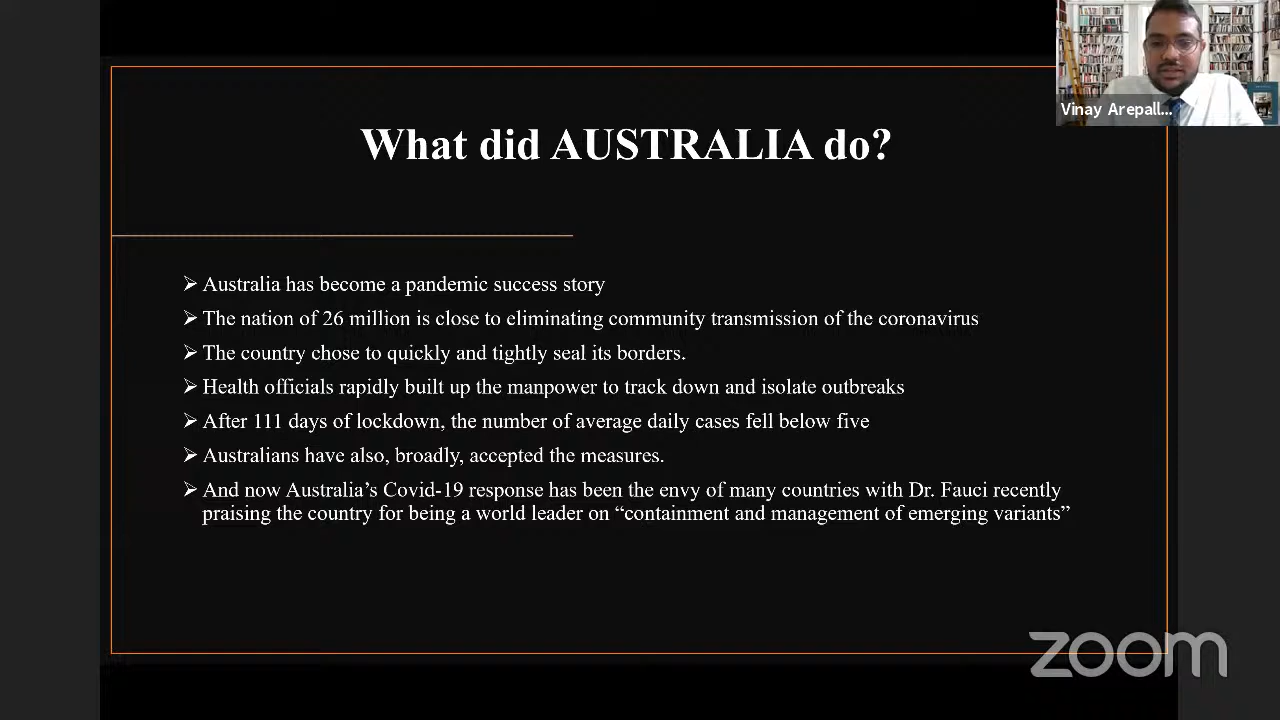 Vinay Arepall...
What did AUSTRALIA do?
➢ Australia has become a pandemic success story
➢ The nation of 26 million is close to eliminating community transmission of the coronavirus
➢ The country chose to quickly and tightly seal its borders.
➢ Health officials rapidly built up the manpower to track down and isolate outbreaks
➢ After 111 days of lockdown, the number of average daily cases fell below five
➢ Australians have also, broadly, accepted the measures.
➢ And now Australia’s Covid-19 response has been the envy of many countries with Dr. Fauci recently
praising the country for being a world leader on “containment and management of emerging variants”
zoom